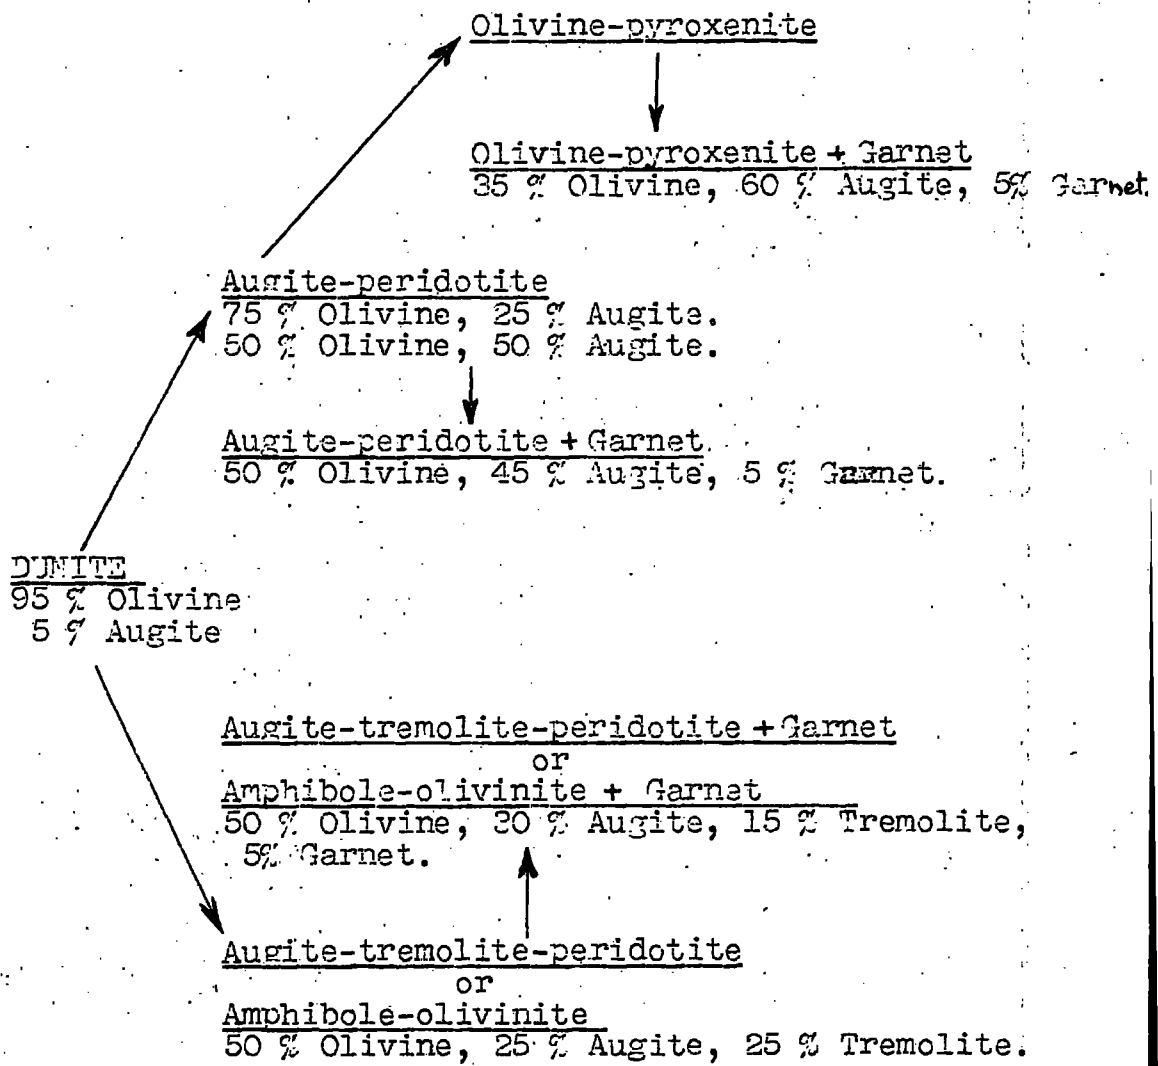 Olivine-pyroxenite
Olivine-pyroxenite + Garnet
35 % Olivine, 60 % Augite, 5% Garnet.
Augite-peridotite
75 % Olivine, 25 % Augite.
50 % Olivine, 50 % Augite.
Augite-peridotite + Garnet
50 % Olivine, 45 % Augite, 5 % Garnet.
DUNITE
95 % Olivine
5 % Augite
Augite-tremolite-peridotite + Garnet
or
Amphibole-olivinite + Garnet
50 % Olivine, 30 % Augite, 15 % Tremolite,
5% Garnet.
Augite-tremolite-peridotite
or
Amphibole-olivinite
50 % Olivine, 25 % Augite, 25 % Tremolite.